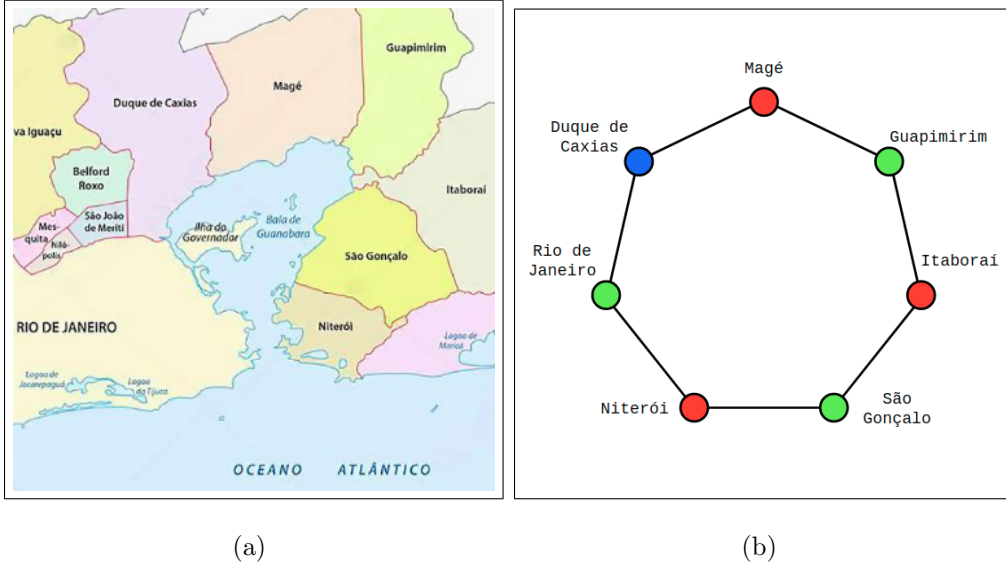 Guapimirim
Magé
Duque de Caxias
va Iguaçu
Belford
Roxo
Itaboraí
São João
de Meriti
Mes-
quita
Niló-
polis
Ilha do
Governador
Baía de
Guanabara
São Gonçalo
RIO DE JANEIRO
Niterói
Lagoa de
Maricá
Lagoa de
Jacarepaguá
Lagoa
da Tijuca
OCEANO ATLÂNTICO
(a)
Magé
Duque de
Caxias
Guapimirim
Rio de
Janeiro
Itaboraí
Niterói
São
Gonçalo
(b)